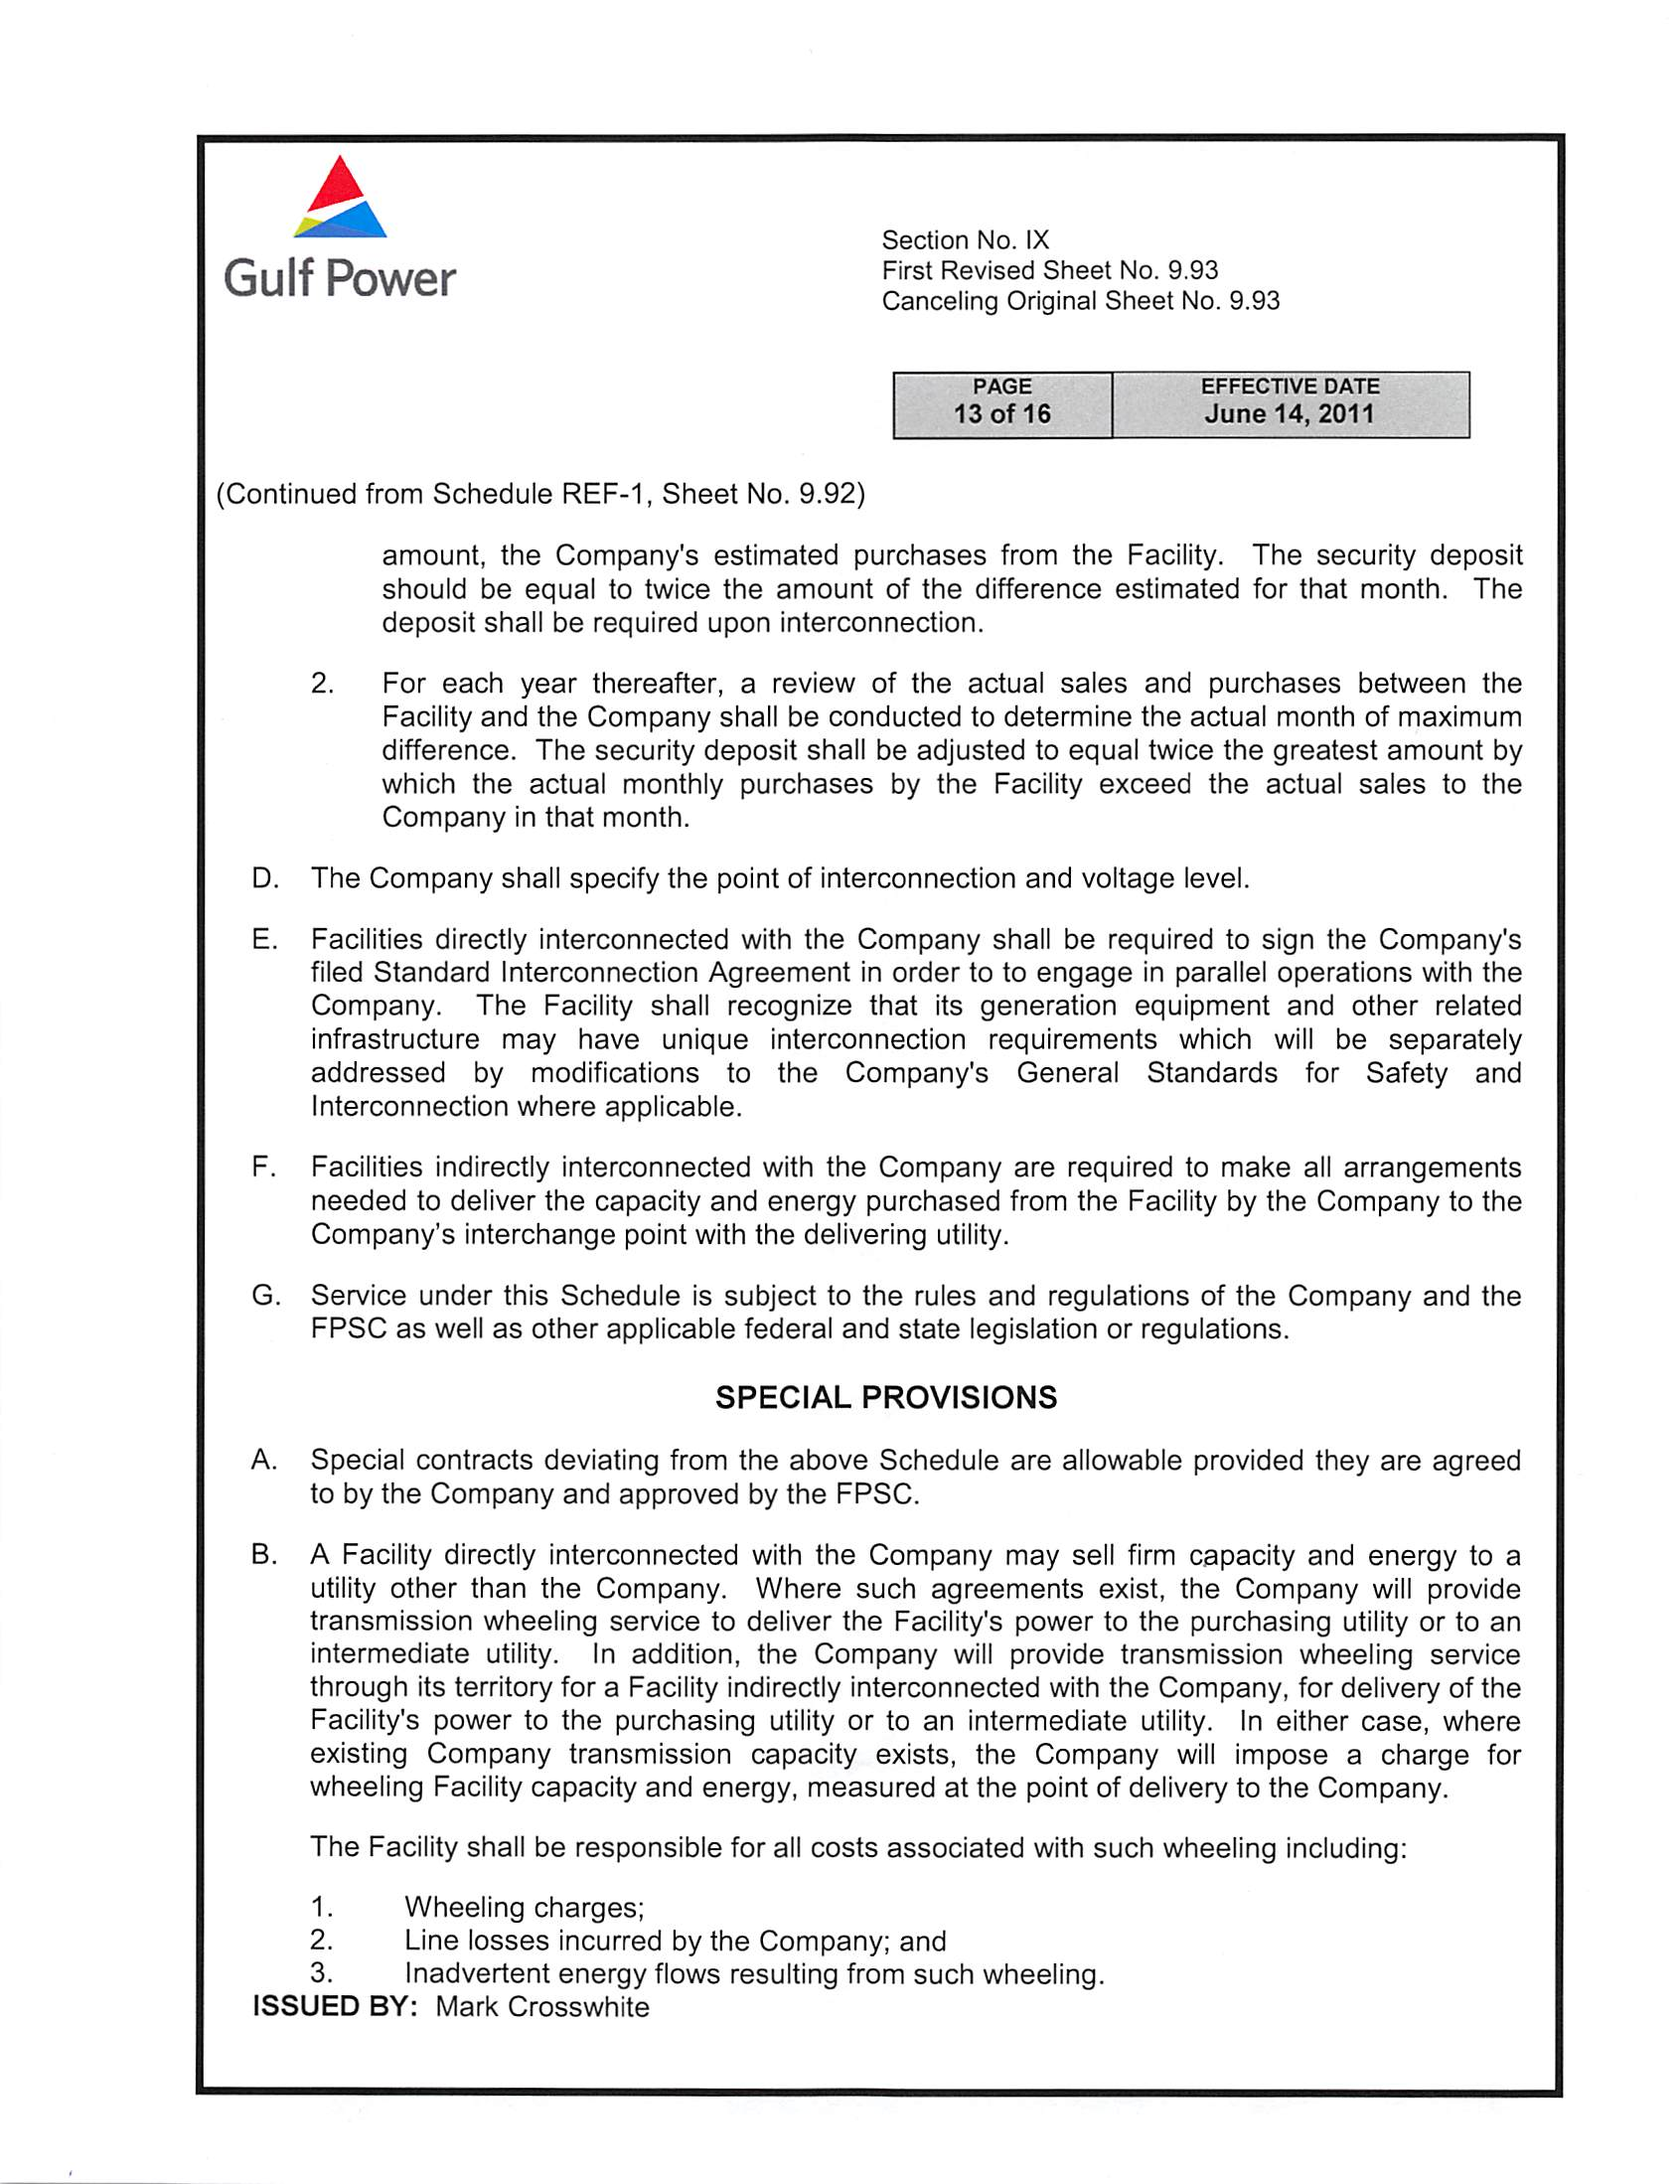 Gulf Power
Section No. IX
First Revised Sheet No. 9.93
Canceling Original Sheet No. 9.93
PAGE
13 of 16
EFFECTIVE DATE
June 14, 2011
(Continued from Schedule REF-1, Sheet No. 9.92)
amount, the Company's estimated purchases from the Facility. The security deposit
should be equal to twice the amount of the difference estimated for that month. The
deposit shall be required upon interconnection.
2. For each year thereafter, a review of the actual sales and purchases between the
Facility and the Company shall be conducted to determine the actual month of maximum
difference. The security deposit shall be adjusted to equal twice the greatest amount by
which the actual monthly purchases by the Facility exceed the actual sales to the
Company in that month.
D. The Company shall specify the point of interconnection and voltage level.
E. Facilities directly interconnected with the Company shall be required to sign the Company's
filed Standard Interconnection Agreement in order to to engage in parallel operations with the
Company. The Facility shall recognize that its generation equipment and other related
infrastructure may have unique interconnection requirements which will be separately
addressed by modifications to the Company's General Standards for Safety and
Interconnection where applicable.
F. Facilities indirectly interconnected with the Company are required to make all arrangements
needed to deliver the capacity and energy purchased from the Facility by the Company to the
Company's interchange point with the delivering utility.
G. Service under this Schedule is subject to the rules and regulations of the Company and the
FPSC as well as other applicable federal and state legislation or regulations.
SPECIAL PROVISIONS
A. Special contracts deviating from the above Schedule are allowable provided they are agreed
to by the Company and approved by the FPSC.
B. A Facility directly interconnected with the Company may sell firm capacity and energy to a
utility other than the Company. Where such agreements exist, the Company will provide
transmission wheeling service to deliver the Facility's power to the purchasing utility or to an
intermediate utility. In addition, the Company will provide transmission wheeling service
through its territory for a Facility indirectly interconnected with the Company, for delivery of the
Facility's power to the purchasing utility or to an intermediate utility. In either case, where
existing Company transmission capacity exists, the Company will impose a charge for
wheeling Facility capacity and energy, measured at the point of delivery to the Company.
The Facility shall be responsible for all costs associated with such wheeling including:
1. Wheeling charges;
2. Line losses incurred by the Company; and
3. Inadvertent energy flows resulting from such wheeling.
ISSUED BY: Mark Crosswhite